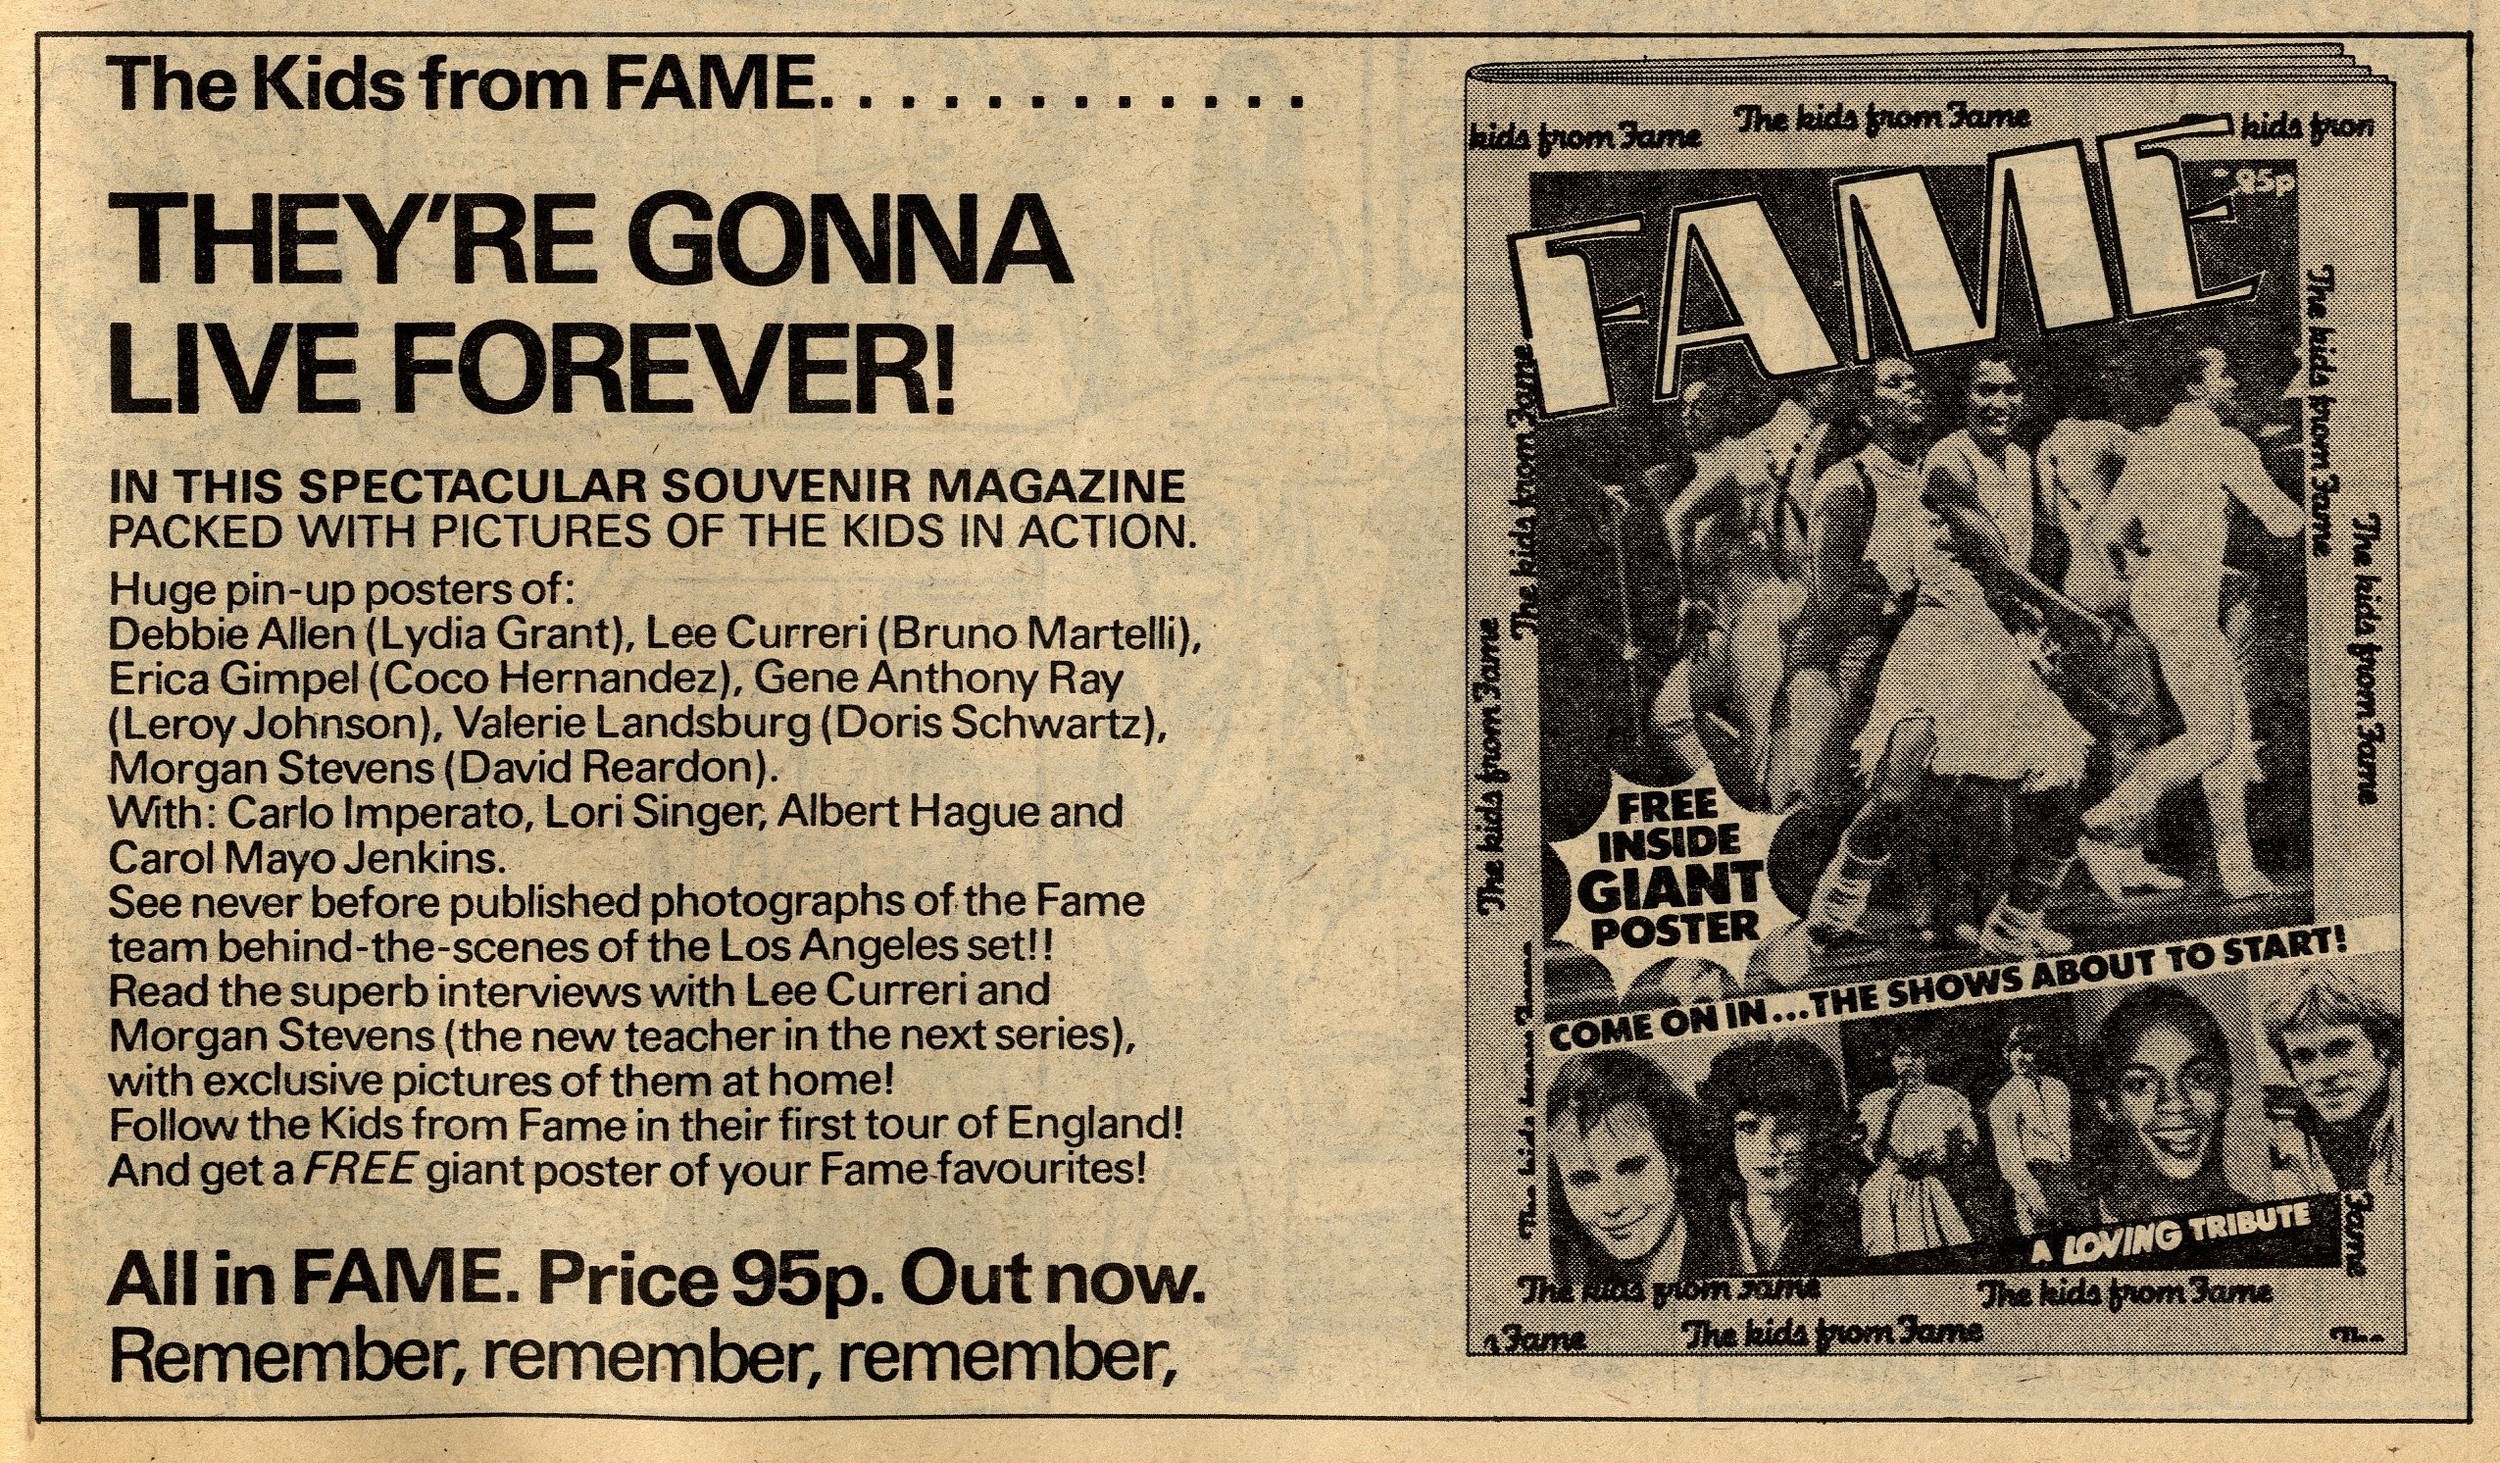 The Kids from FAME.............
THEY'RE GONNA
LIVE FOREVER!
IN THIS SPECTACULAR SOUVENIR MAGAZINE
PACKED WITH PICTURES OF THE KIDS IN ACTION.
Huge pin-up posters of:
Debbie Allen (Lydia Grant), Lee Curreri (Bruno Martelli),
Erica Gimpel (Coco Hernandez), Gene Anthony Ray
(Leroy Johnson), Valerie Landsburg (Doris Schwartz),
Morgan Stevens (David Reardon).
With: Carlo Imperato, Lori Singer, Albert Hague and
Carol Mayo Jenkins.
See never before published photographs of the Fame
team behind-the-scenes of the Los Angeles set!!
Read the superb interviews with Lee Curreri and
Morgan Stevens (the new teacher in the next series),
with exclusive pictures of them at home!
Follow the Kids from Fame in their first tour of England!
And get a FREE giant poster of your Fame favourites!
All in FAME. Price 95p. Out now.
Remember, remember, remember,
kids from Fame
The kids from Fame
kids fron
FAME
95p
The kids from Fame
The kids from Fame
The kids from Fame
The kids from Fame
FREE
INSIDE
GIANT
POSTER
COME ON IN...THE SHOWS ABOUT TO START!
A LOVING TRIBUTE
Fame
The kids from Fame
The kids from Fame
Fame
The kids from Fame